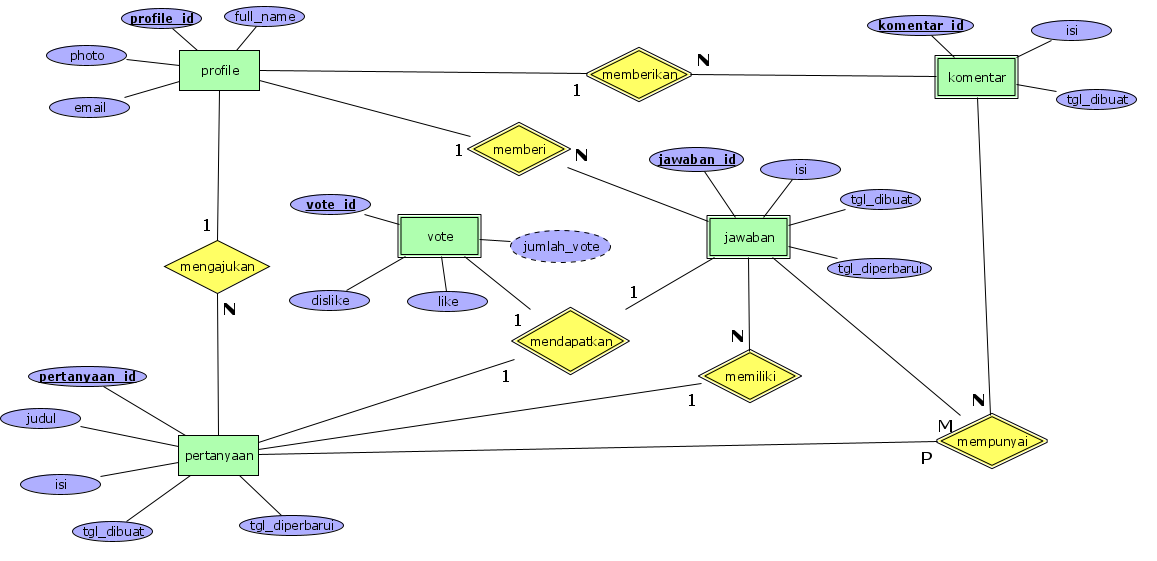 profile_id
full_name
photo
profile
email
komentar_id
isi
komentar
tgl_dibuat
memberikan
1
N
memberi
1
N
jawaban_id
isi
tgl_dibuat
jawaban
tgl_diperbarui
vote_id
vote
jumlah_vote
dislike
like
1
mengajukan
N
1
1
mendapatkan
1
N
memiliki
1
pertanyaan_id
judul
pertanyaan
isi
tgl_dibuat
tgl_diperbarui
N
M
mempunyai
P